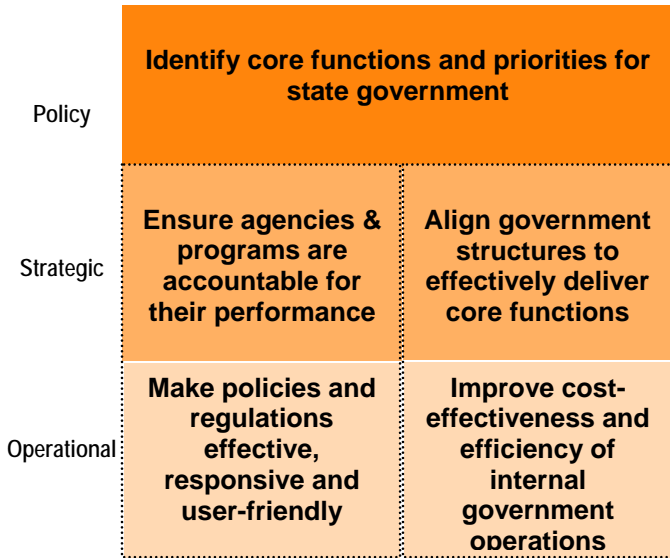 Identify core functions and priorities for
state government
Policy
Ensure agencies &
programs are
accountable for
their performance
Align government
structures to
effectively deliver
core functions
Strategic
Make policies and
regulations
effective,
responsive and
user-friendly
Improve cost-
effectiveness and
efficiency of
internal
government
operations
Operational